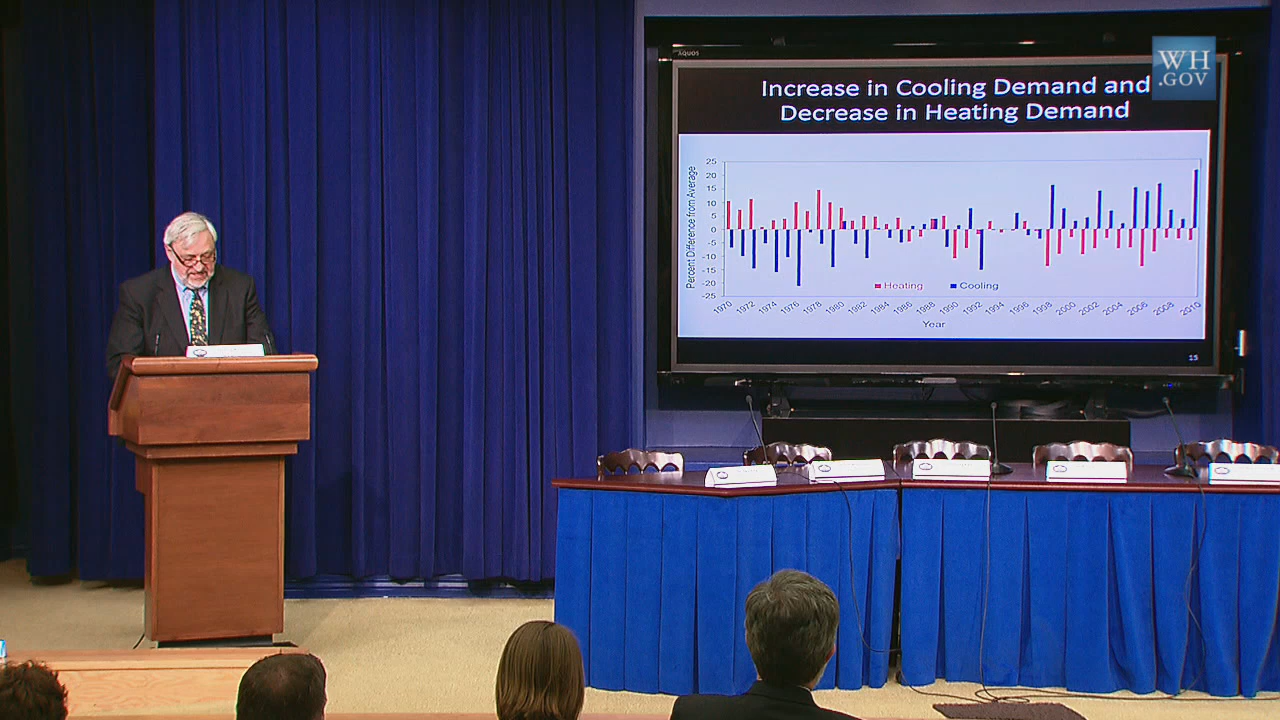 AQUOS
WH
.GOV
Increase in Cooling Demand and
Decrease in Heating Demand
Percent Difference from Average
25
20
15
10
5
0
-5
-10
-15
-20
-25
Heating Cooling
1970 1972 1974 1976 1978 1980 1982 1984 1986 1988 1990 1992 1994 1996 1998 2000 2002 2004 2006 2008 2010
Year
15